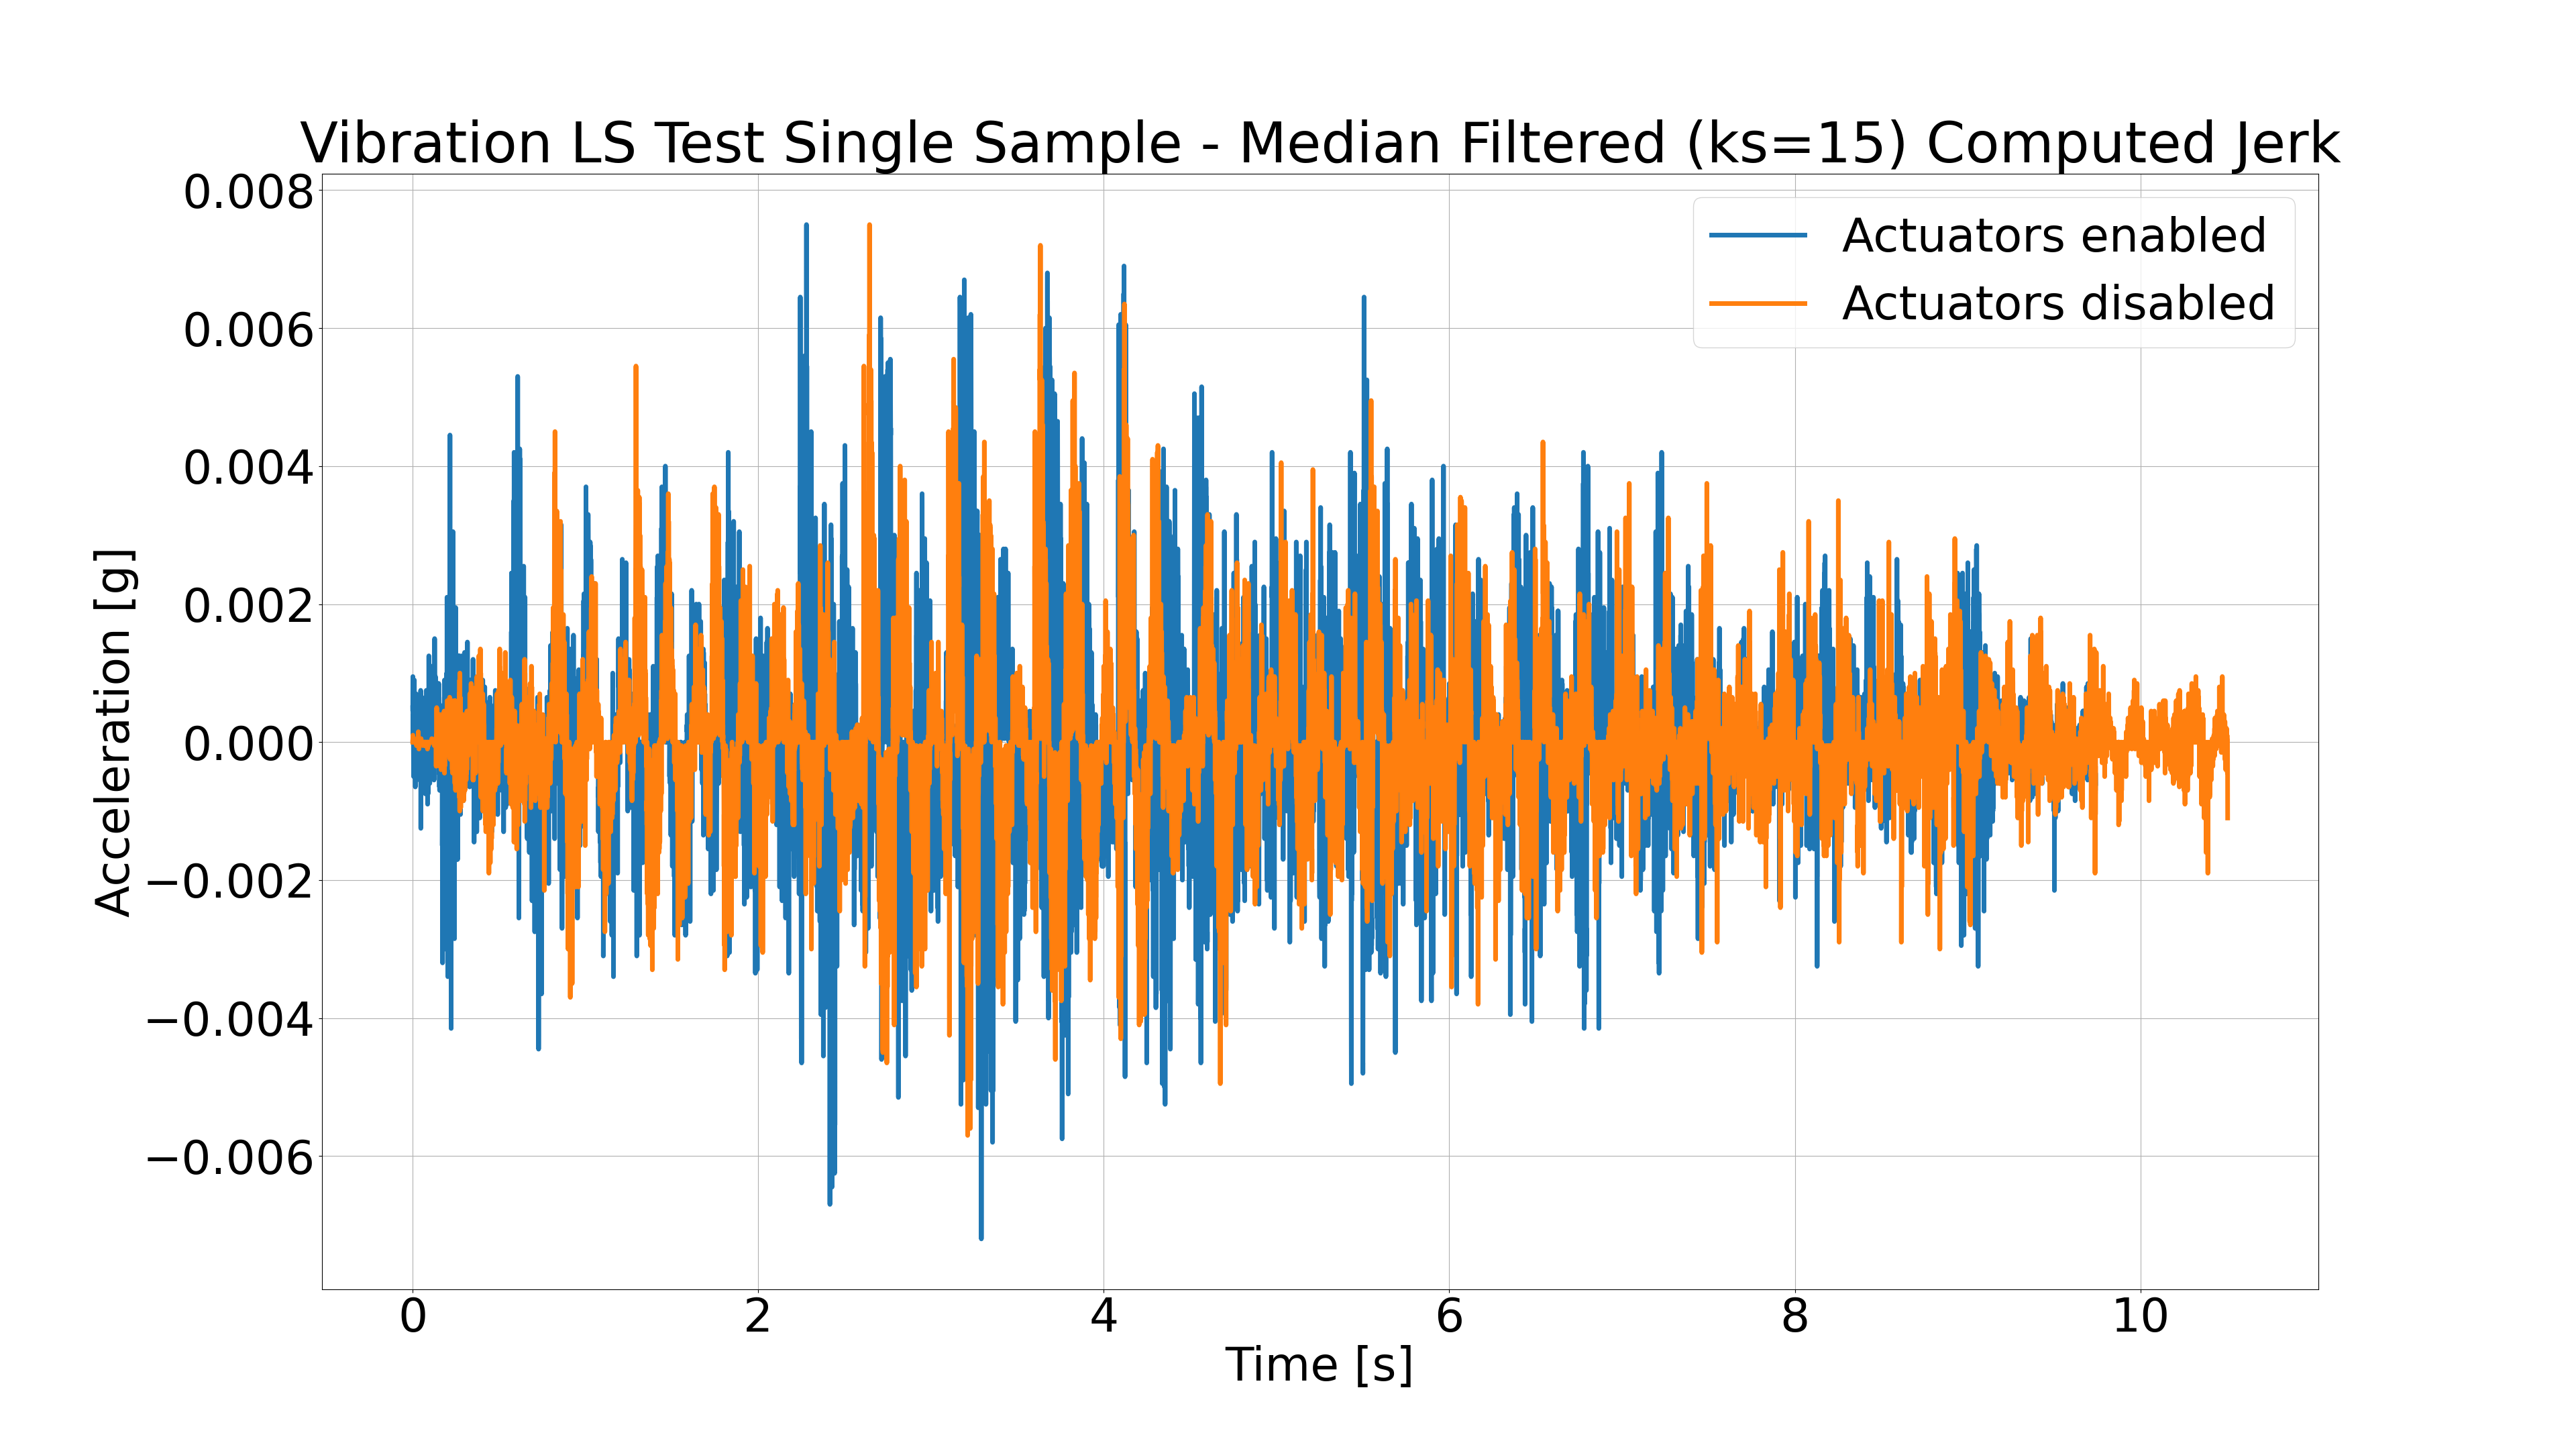 Vibration LS Test Single Sample - Median Filtered (ks=15) Computed Jerk
Actuators enabled
Actuators disabled
Acceleration [g]
0.008
0.006
0.004
0.002
0.000
−0.002
−0.004
−0.006
0 2 4 6 8 10
Time [s]